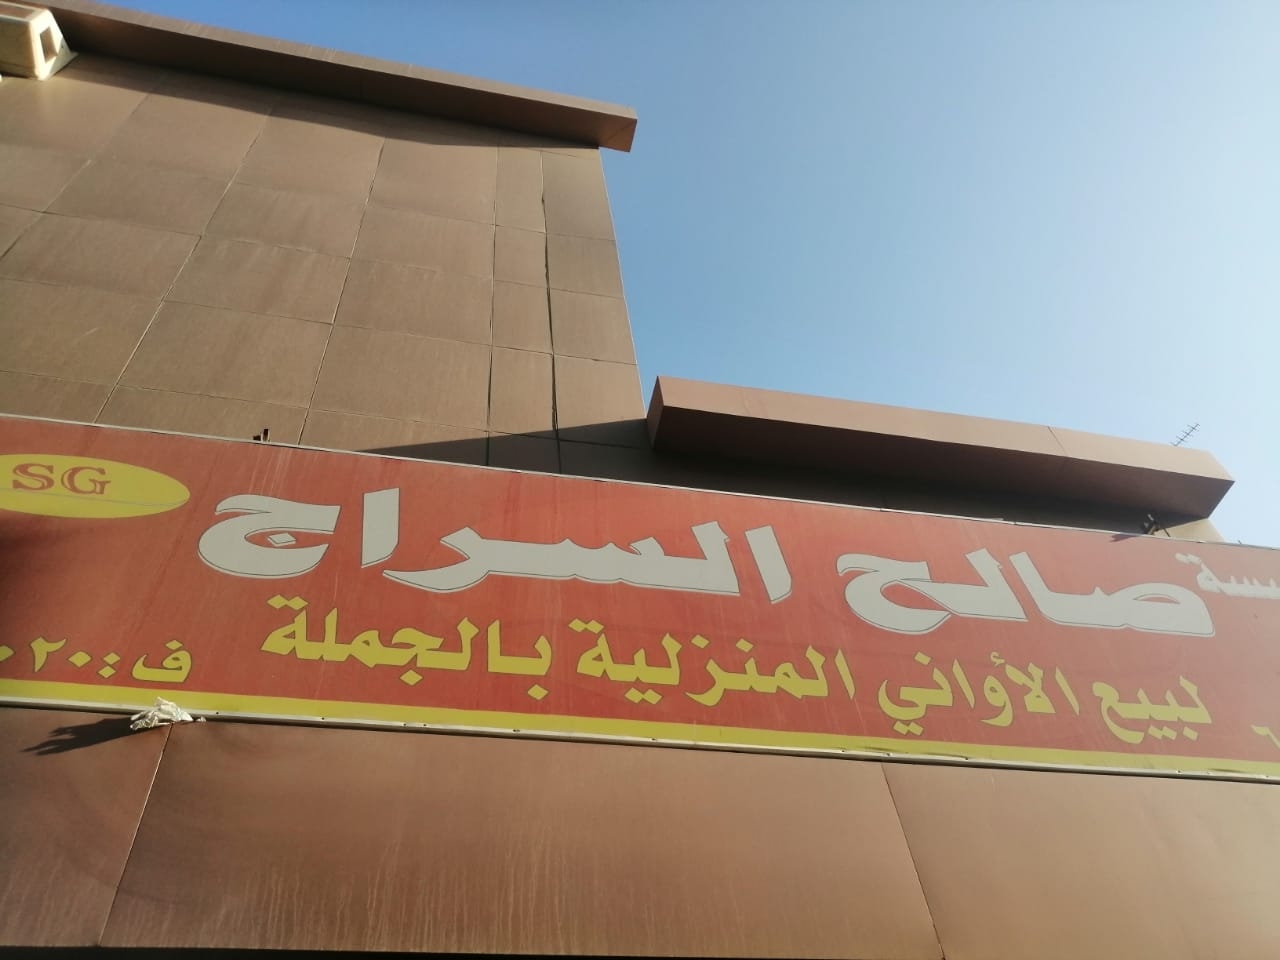 صالح السراج
SG
لبيع الأواني المنزلية بالجملة
ف :